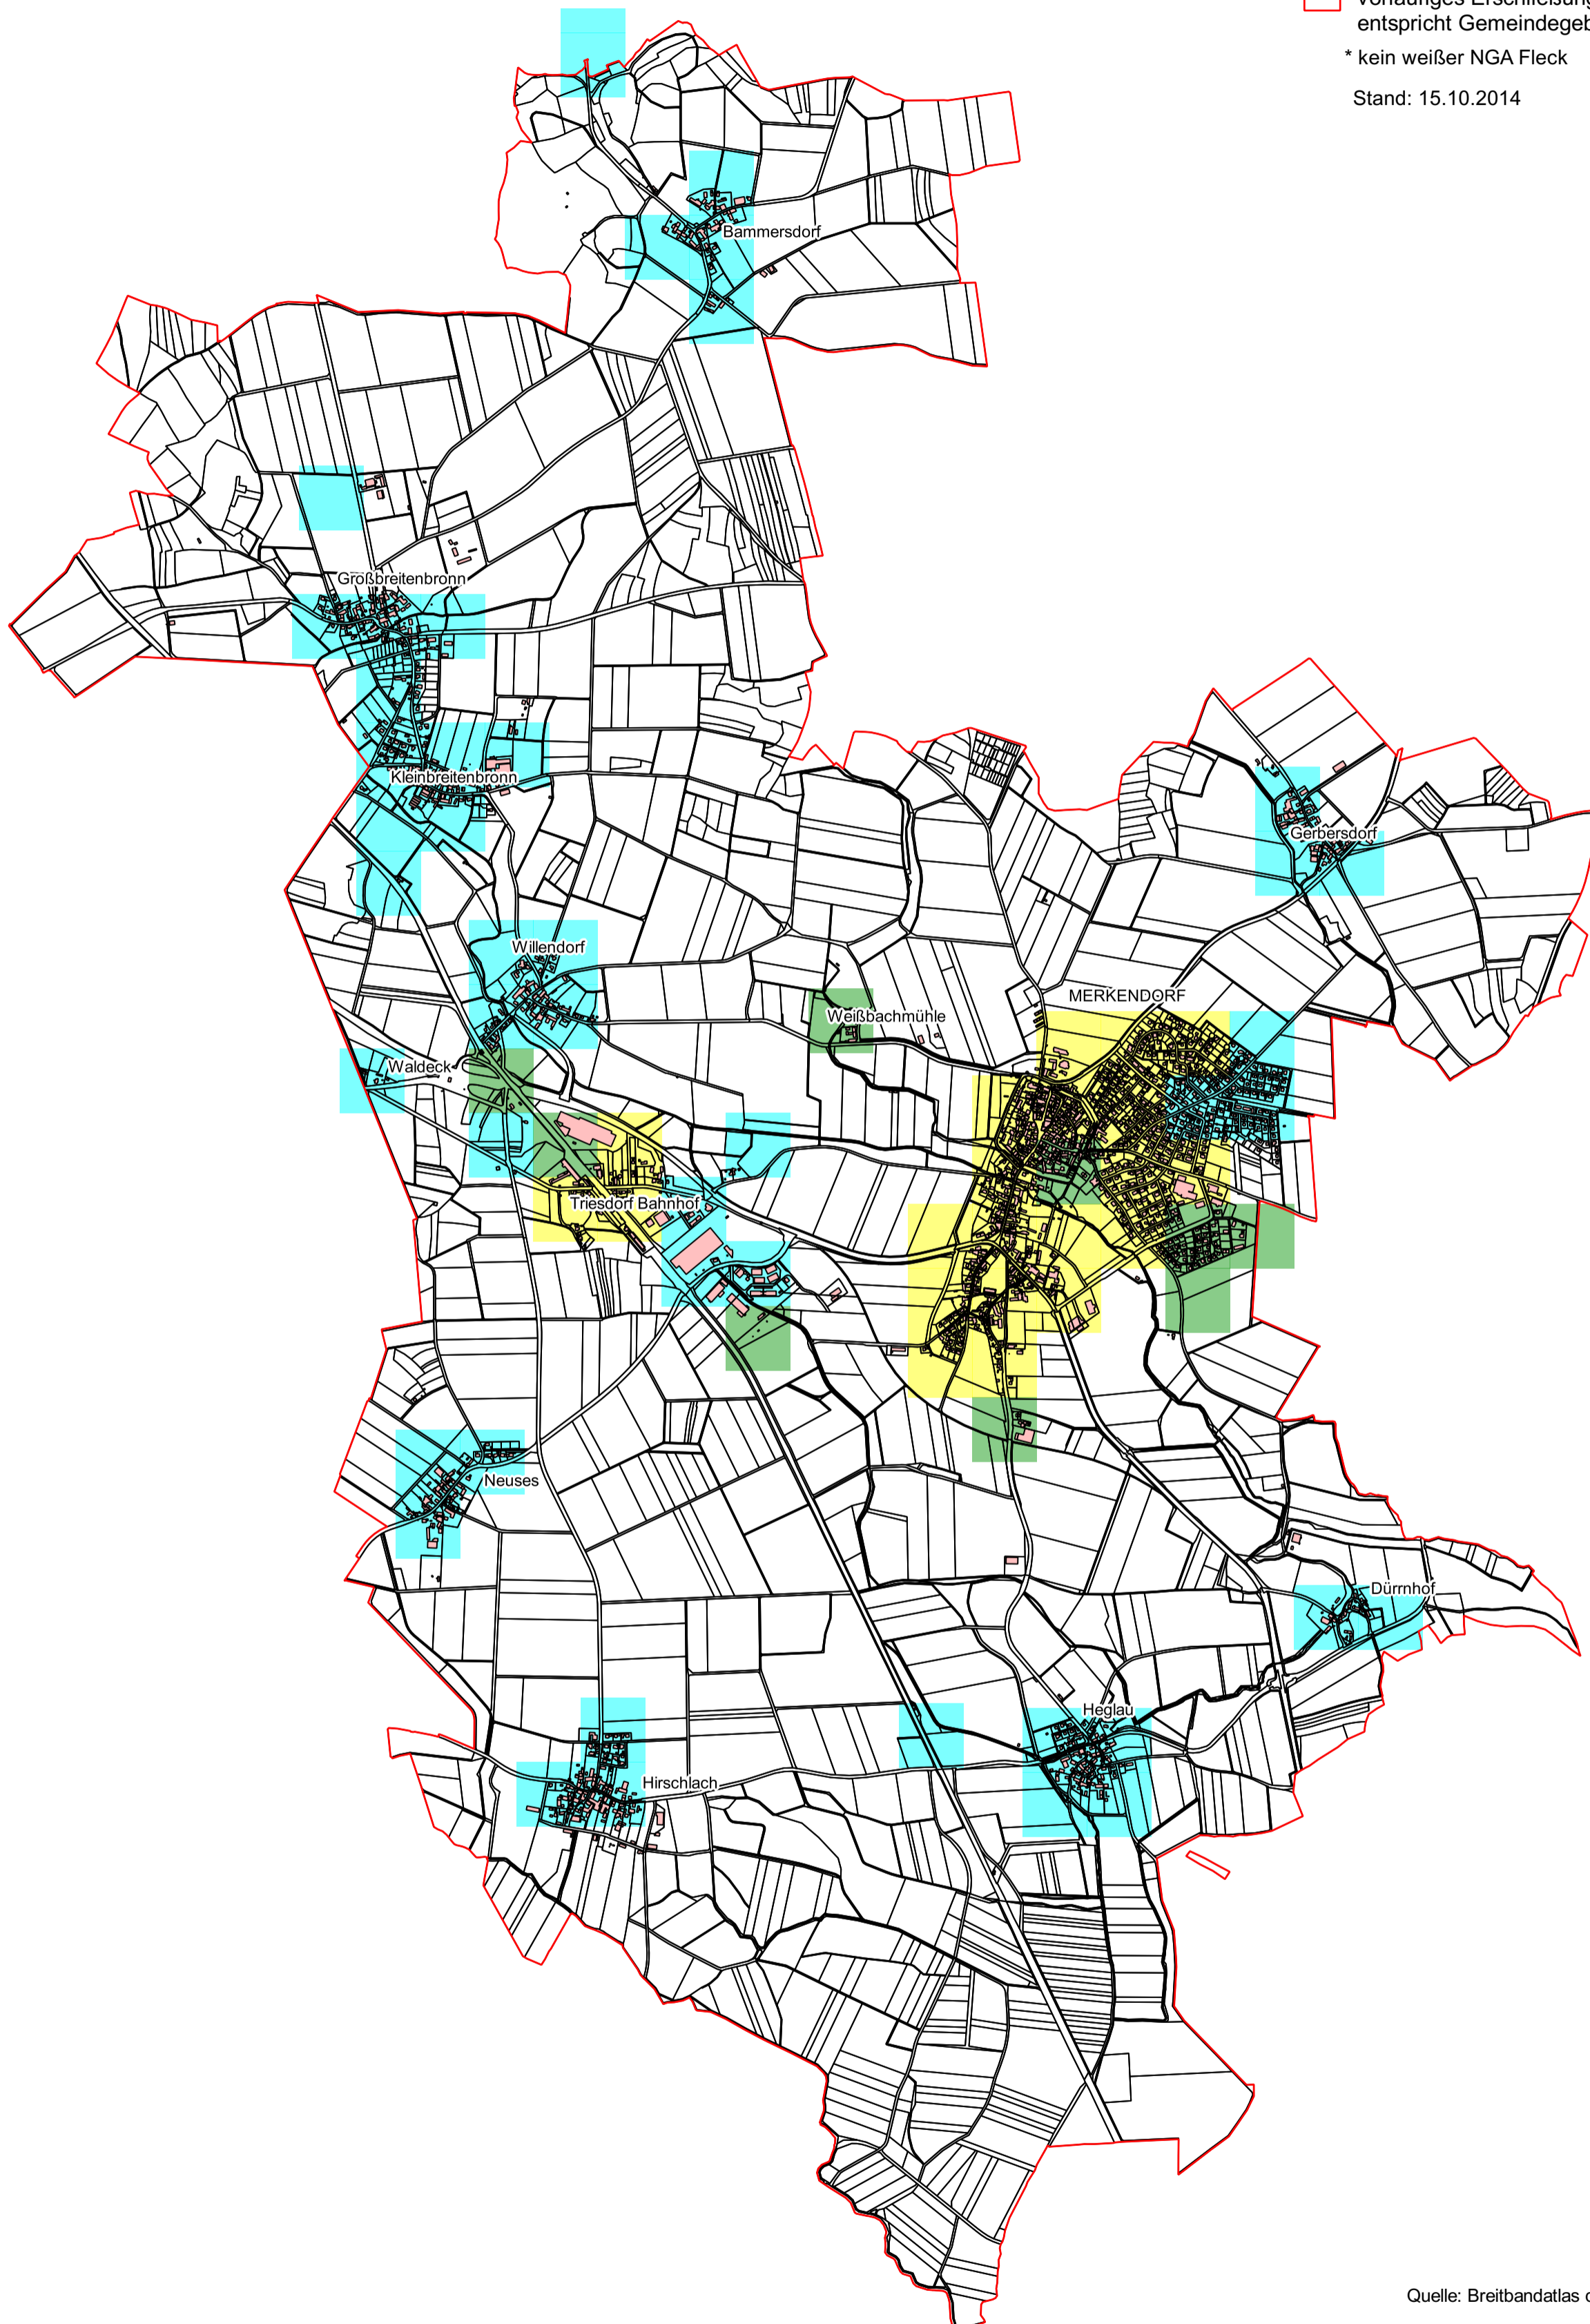 entspricht Gemeindegeb
* kein weißer NGA Fleck
Stand: 15.10.2014
Bammersdorf
Großbreitenbronn
Kleinbreitenbronn
Gerbersdorf
Willendorf
MERKENDORF
Weißbachmühle
Waldeck
Triesdorf Bahnhof
Neuses
Dürrnhof
Heglau
Hirschlach
Quelle: Breitbandatlas